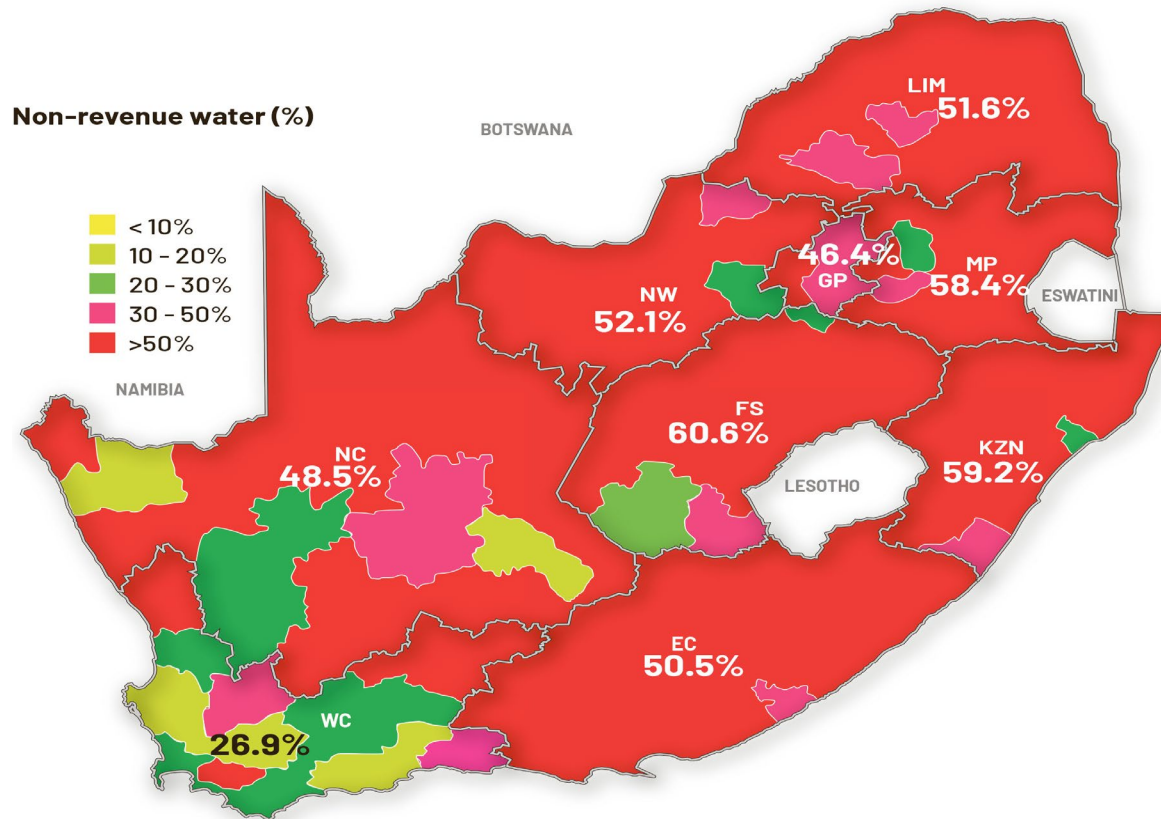 Non-revenue water (%)
< 10%
10 - 20%
20 - 30%
30 - 50%
>50%
BOTSWANA
NAMIBIA
LIM
51.6%
46.4%
GP
MP
58.4%
ESWATINI
NW
52.1%
FS
60.6%
KZN
59.2%
NC
48.5%
LESOTHO
EC
50.5%
WC
26.9%